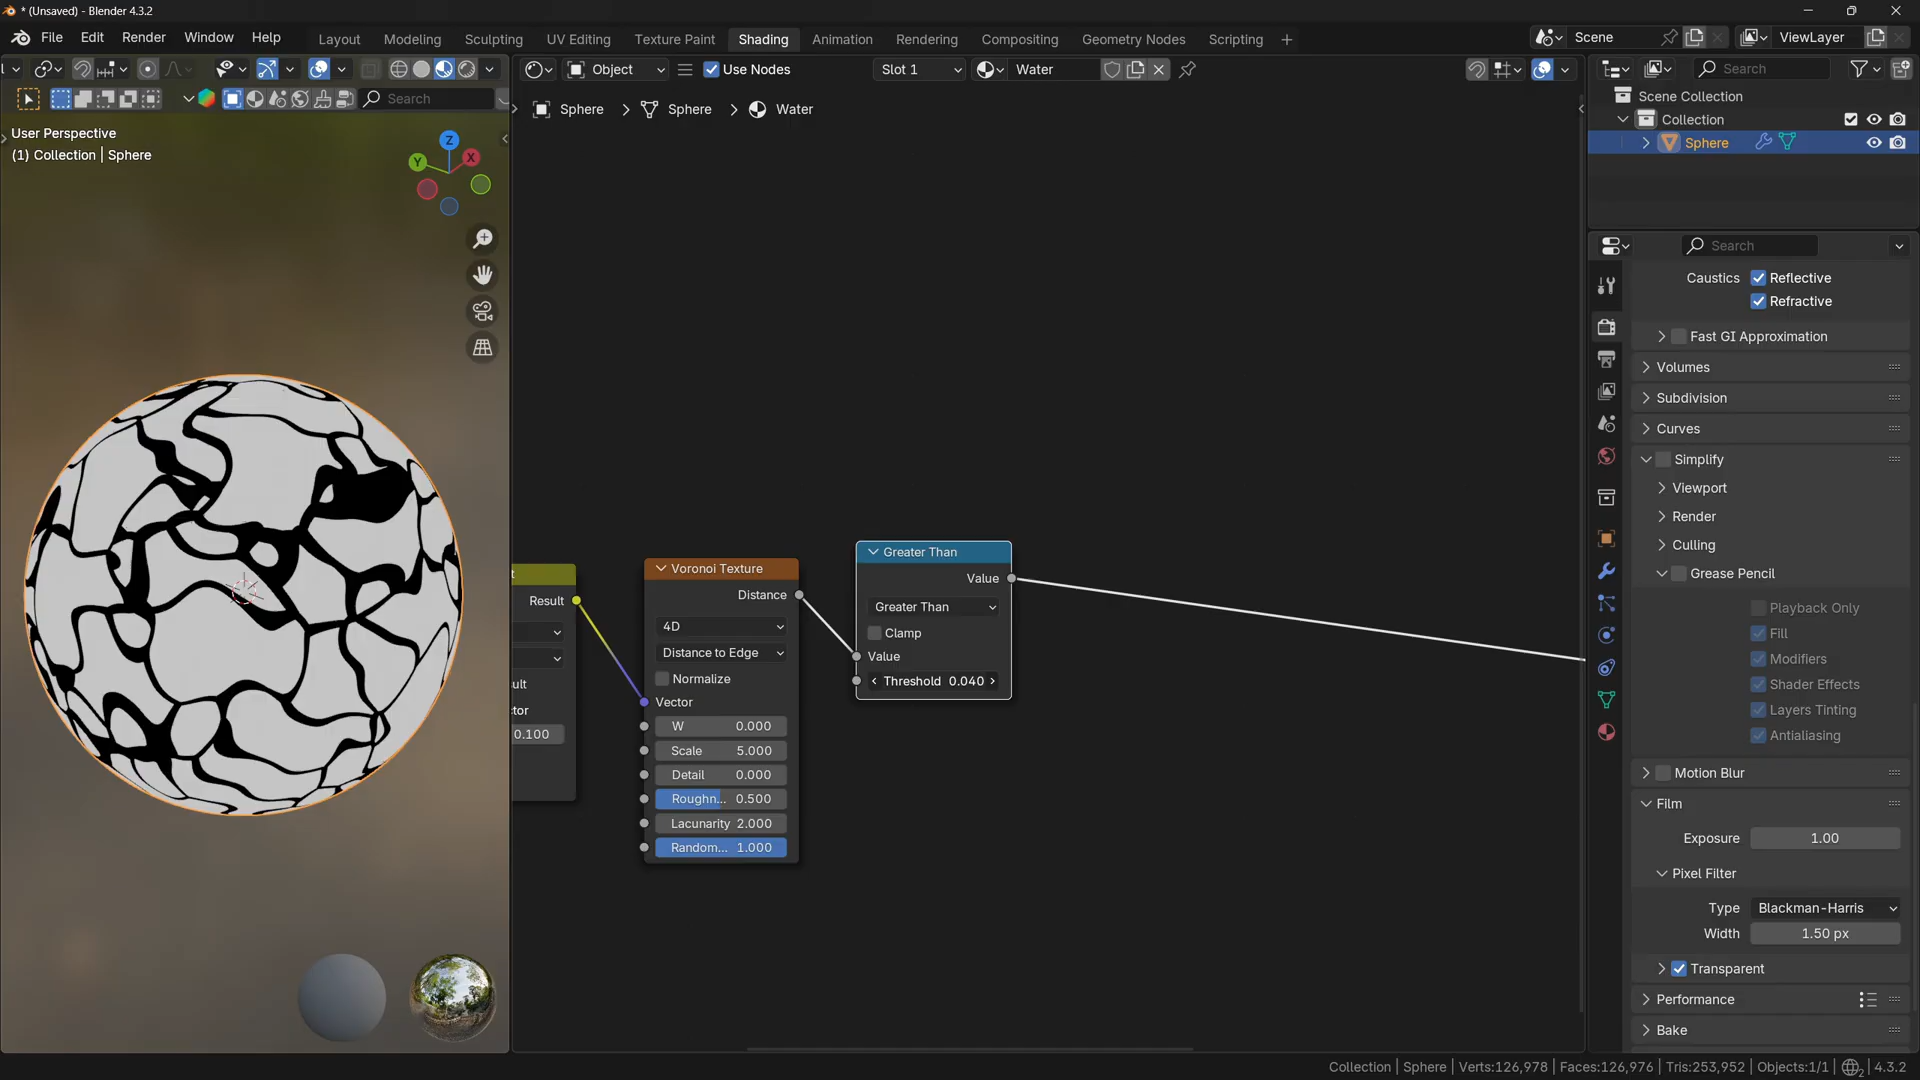 * (Unsaved) - Blender 4.3.2
File Edit Render Window Help
Layout Modeling Sculpting UV Editing Texture Paint Shading Animation Rendering Compositing Geometry Nodes Scripting +
Scene
ViewLayer
Object
Use Nodes
Slot 1
Water
Search
Search
Sphere > Sphere > Water
User Perspective
(1) Collection | Sphere
Z
Y
X
Scene Collection
Collection
Sphere
Search
Caustics Reflective
Refractive
Fast GI Approximation
Volumes
Subdivision
Curves
Simplify
Viewport
Render
Culling
Grease Pencil
Playback Only
Fill
Modifiers
Shader Effects
Layers Tinting
Antialiasing
Motion Blur
Film
Exposure 1.00
Pixel Filter
Type Blackman-Harris
Width 1.50 px
Transparent
Performance
Bake
t
Result
ult
tor
0.100
Voronoi Texture
Distance
4D
Distance to Edge
Normalize
Vector
W 0.000
Scale 5.000
Detail 0.000
Roughn... 0.500
Lacunarity 2.000
Random... 1.000
Greater Than
Value
Greater Than
Clamp
Value
Threshold 0.040
Collection | Sphere | Verts:126,978 | Faces:126,976 | Tris:253,952 | Objects:1/1 | 4.3.2